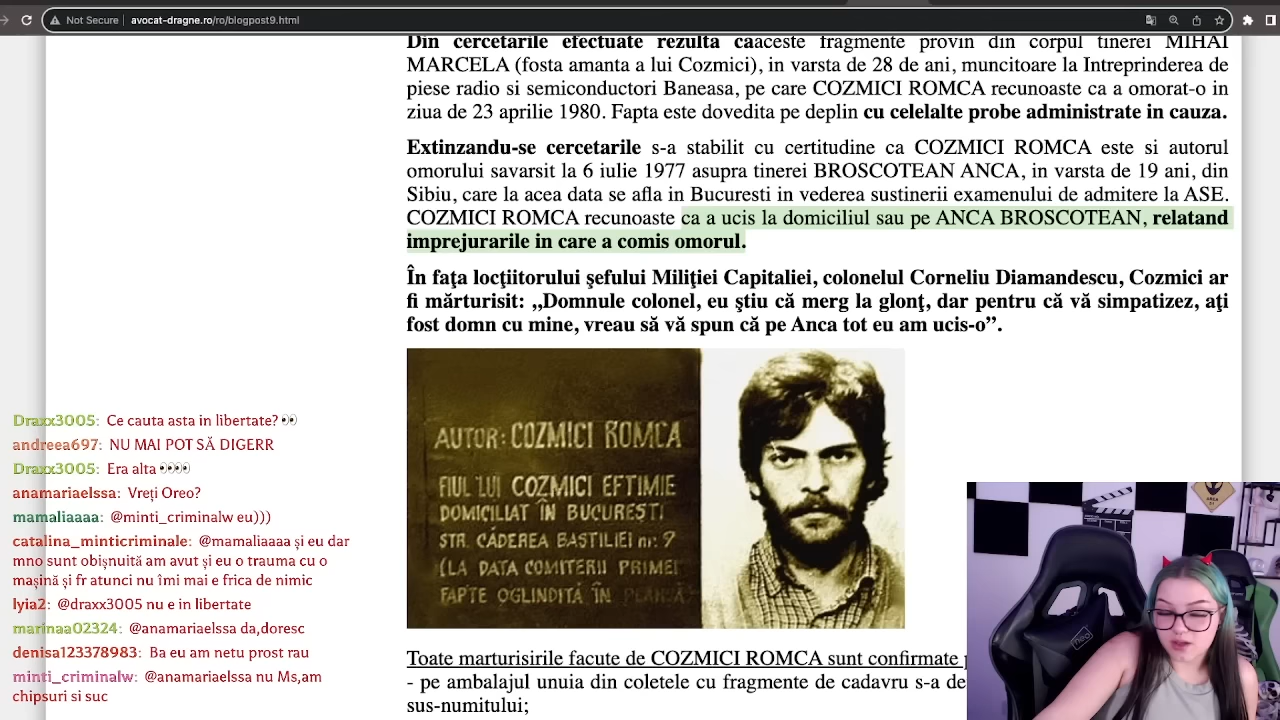 Not Secure | avocat-dragne.ro/ro/blogpost9.html
Din cercetarile efectuate rezulta caaceste fragmente provin din corpul tinerei MIHAI
MARCELA (fosta amanta a lui Cozmici), in varsta de 28 de ani, muncitoare la Intreprinderea de
piese radio si semiconductori Baneasa, pe care COZMICI ROMCA recunoaste ca a omorat-o in
ziua de 23 aprilie 1980. Fapta este dovedita pe deplin cu celelalte probe administrate in cauza.
Extinzandu-se cercetarile s-a stabilit cu certitudine ca COZMICI ROMCA este si autorul
omorului savarsit la 6 iulie 1977 asupra tinerei BROSCOTEAN ANCA, in varsta de 19 ani, din
Sibiu, care la acea data se afla in Bucuresti in vederea sustinerii examenului de admitere la ASE.
COZMICI ROMCA recunoaste ca a ucis la domiciliul sau pe ANCA BROSCOTEAN, relatand
imprejurarile in care a comis omorul.
În faţa locţiitorului şefului Miliţiei Capitaliei, colonelul Corneliu Diamandescu, Cozmici ar
fi mărturisit: „Domnule colonel, eu ştiu că merg la glonţ, dar pentru că vă simpatizez, aţi
fost domn cu mine, vreau să vă spun că pe Anca tot eu am ucis-o”.
AUTOR: COZMICI ROMCA
FIUL LUI COZMICI EFTIMIE
DOMICILIAT ÎN BUCUREŞTI
STR. CĂDEREA BASTILIEI nr: 9
(LA DATA COMITERII PRIMEI
FAPTE OGLINDITĂ ÎN PLANŞĂ)
Draxx3005: Ce cauta asta in libertate? 👀
andreea697: NU MAI POT SĂ DIGERR
Draxx3005: Era alta 👀👀
anamariaelssa: Vreți Oreo?
mamaliaaaa: @minti_criminalw eu)))
catalina_minticriminale: @mamaliaaaa și eu dar
mno sunt obișnuită am avut și eu o trauma cu o
mașină și fr atunci nu îmi mai e frica de nimic
lyia2: @draxx3005 nu e in libertate
marinaa02324: @anamariaelssa da,doresc
denisa123378983: Ba eu am netu prost rau
minti_criminalw: @anamariaelssa nu Ms,am
chipsuri si suc
Toate marturisirile facute de COZMICI ROMCA sunt confirmate
- pe ambalajul unuia din coletele cu fragmente de cadavru s-a de
sus-numitului;
neo